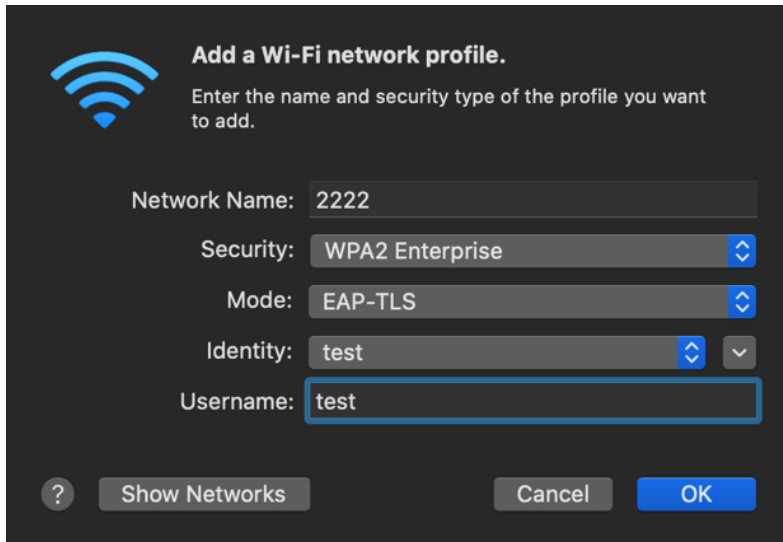 Add a Wi-Fi network profile.
Enter the name and security type of the profile you want
to add.
Network Name: 2222
Security: WPA2 Enterprise
Mode: EAP-TLS
Identity: test
Username: test
? Show Networks Cancel OK